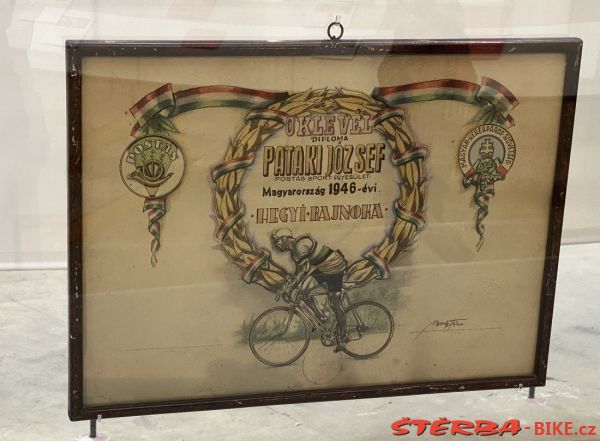 OKLEVÉL
DIPLOMA
PATAKI JÓZSEF
POSTÁS SPORT EGYESÜLET
Magyarország 1946-évi.
·HEGYI·BAJNOKA·
POSTÁS
ŠTĚRBA-BIKE.cz